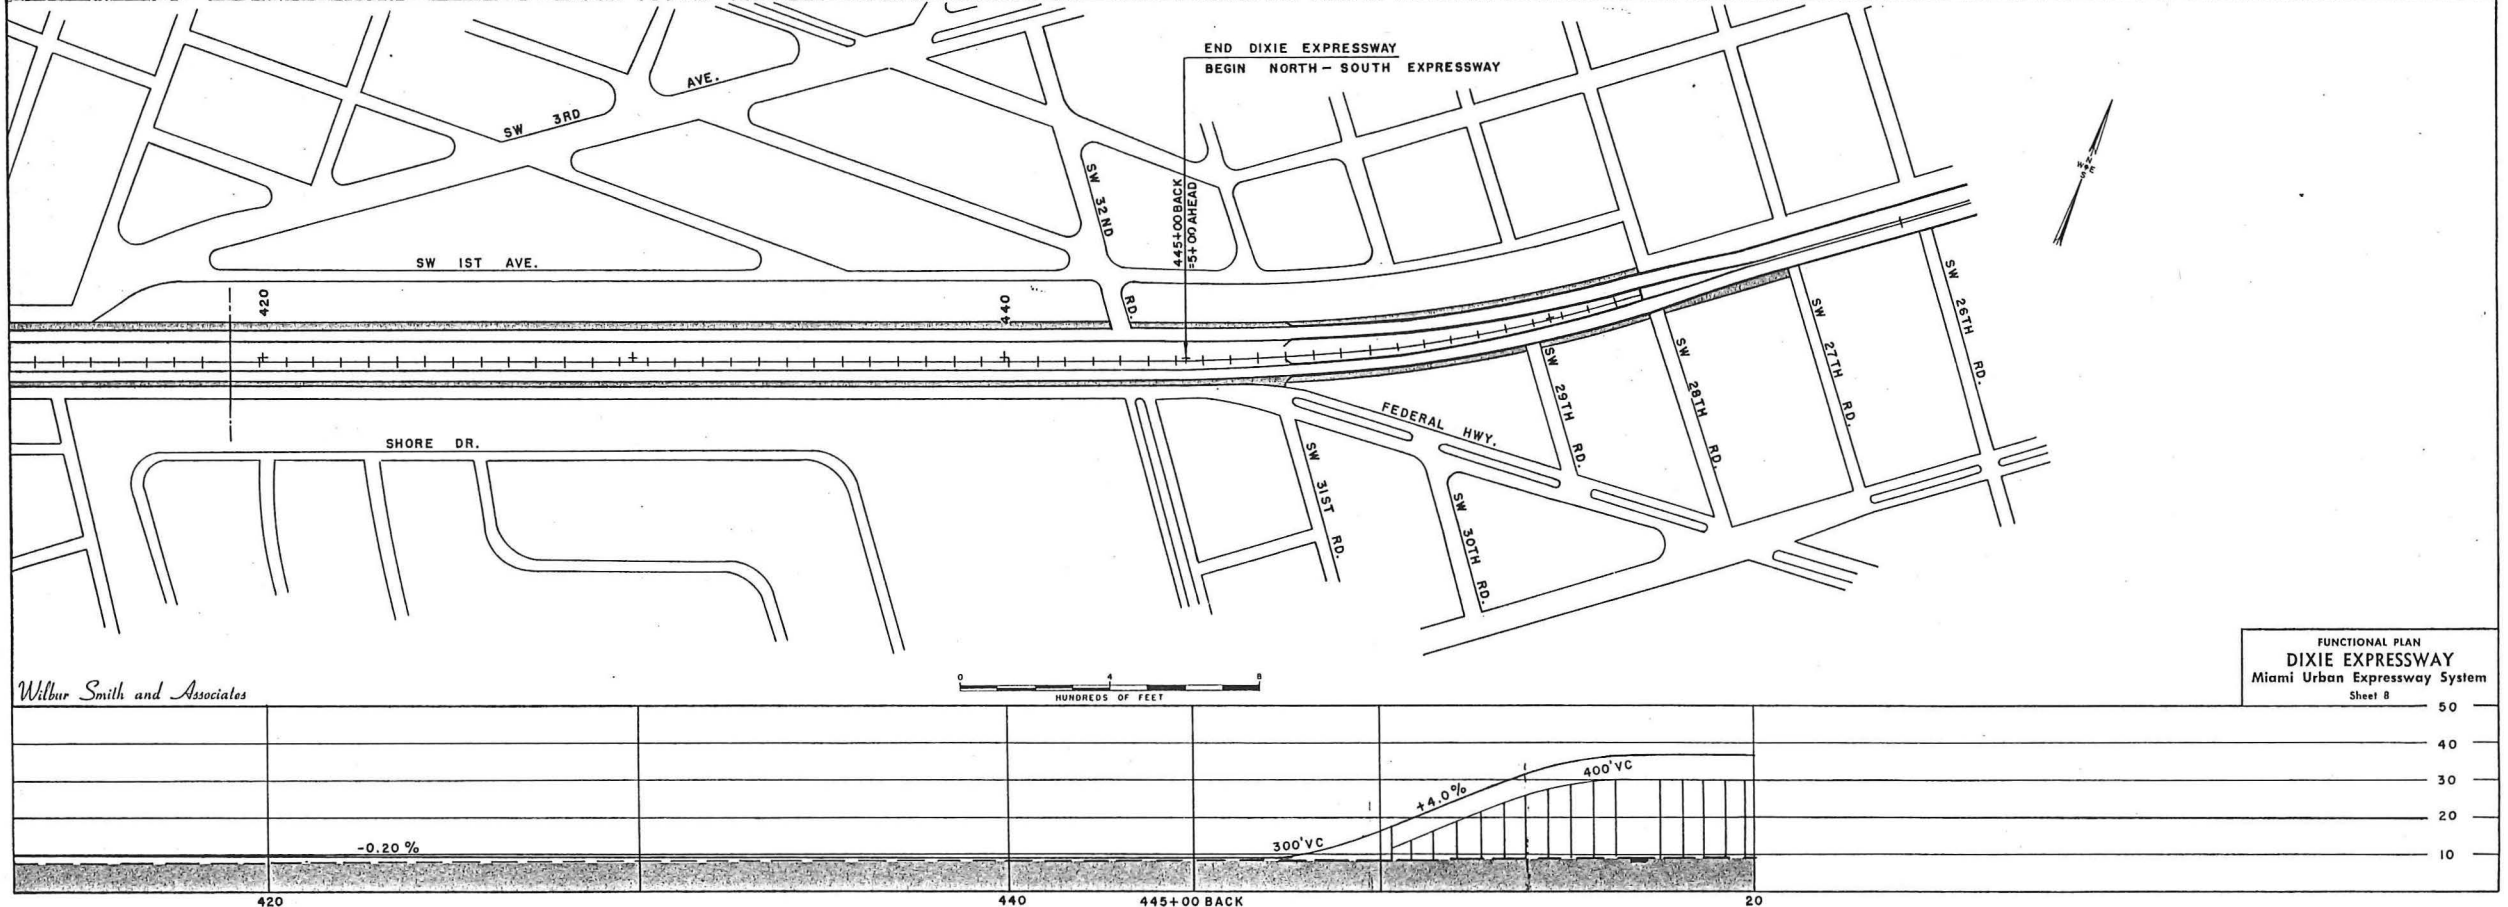 END DIXIE EXPRESSWAY
BEGIN NORTH - SOUTH EXPRESSWAY
SW 3RD AVE.
SW 32ND RD.
445+00 BACK
=5+00 AHEAD
N
W E
S
SW 1ST AVE.
420
440
SW 26TH RD.
SW 27TH RD.
SW 28TH RD.
SW 29TH RD.
FEDERAL HWY.
SHORE DR.
SW 31ST RD.
SW 30TH RD.
FUNCTIONAL PLAN
DIXIE EXPRESSWAY
Miami Urban Expressway System
Sheet 8
Wilbur Smith and Associates
0 4 8
HUNDREDS OF FEET
50
40
30
20
10
400' VC
+4.0%
300' VC
-0.20%
420
440
445+00 BACK
20